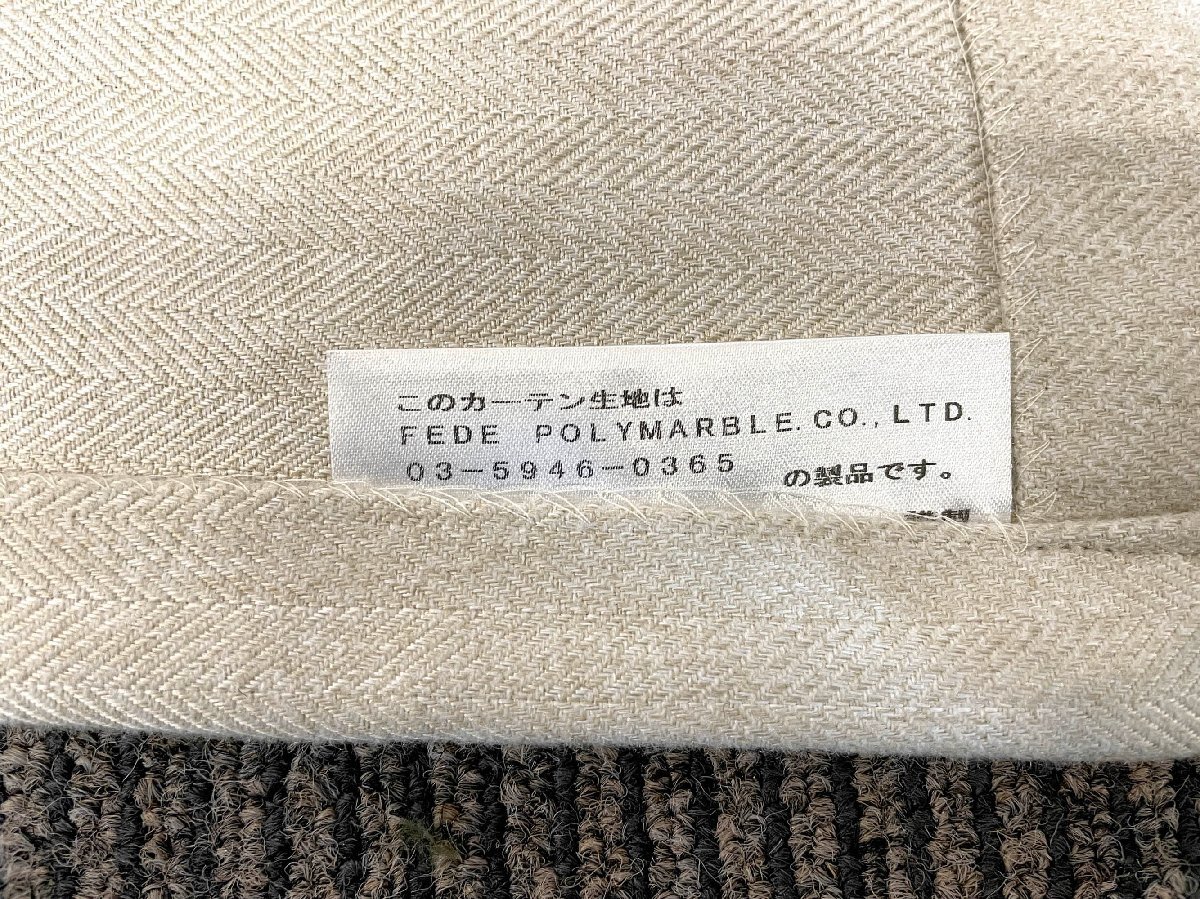 このカーテン生地は
FEDE POLYMARBLE.CO.,LTD.
03-5946-0365 の製品です。